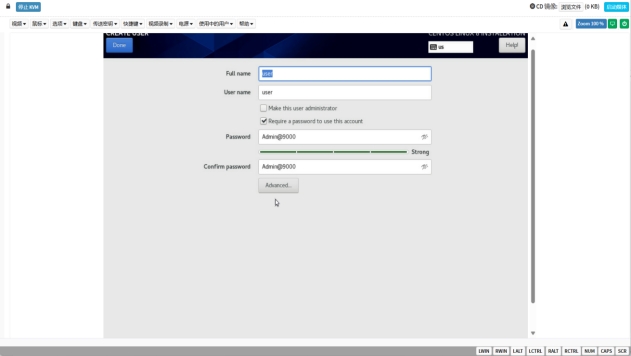 停止 KVM
CD 镜像: 浏览文件 (0 KB) 启动媒体
视频 鼠标 选项 键盘 传送密钥 快捷键 视频录制 电源 使用中的用户 帮助
Zoom 100 %
CREATE USER
CENTOS LINUX 8 INSTALLATION
Done
us
Help!
Full name
user
User name
user
Make this user administrator
Require a password to use this account
Password
Admin@9000
Strong
Confirm password
Admin@9000
Advanced...
LWIN RWIN LALT LCTRL RALT RCTRL NUM CAPS SCR